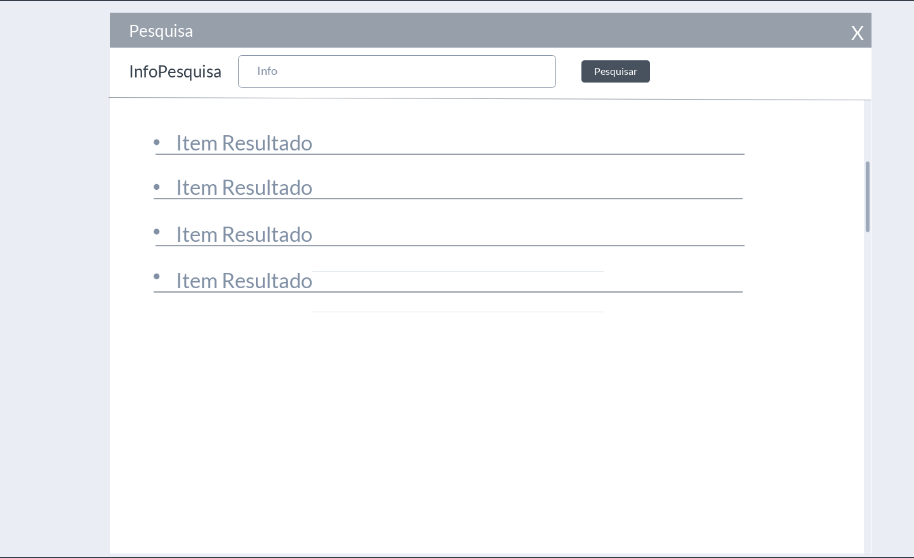 Pesquisa X
InfoPesquisa Info Pesquisar
• Item Resultado
• Item Resultado
• Item Resultado
• Item Resultado